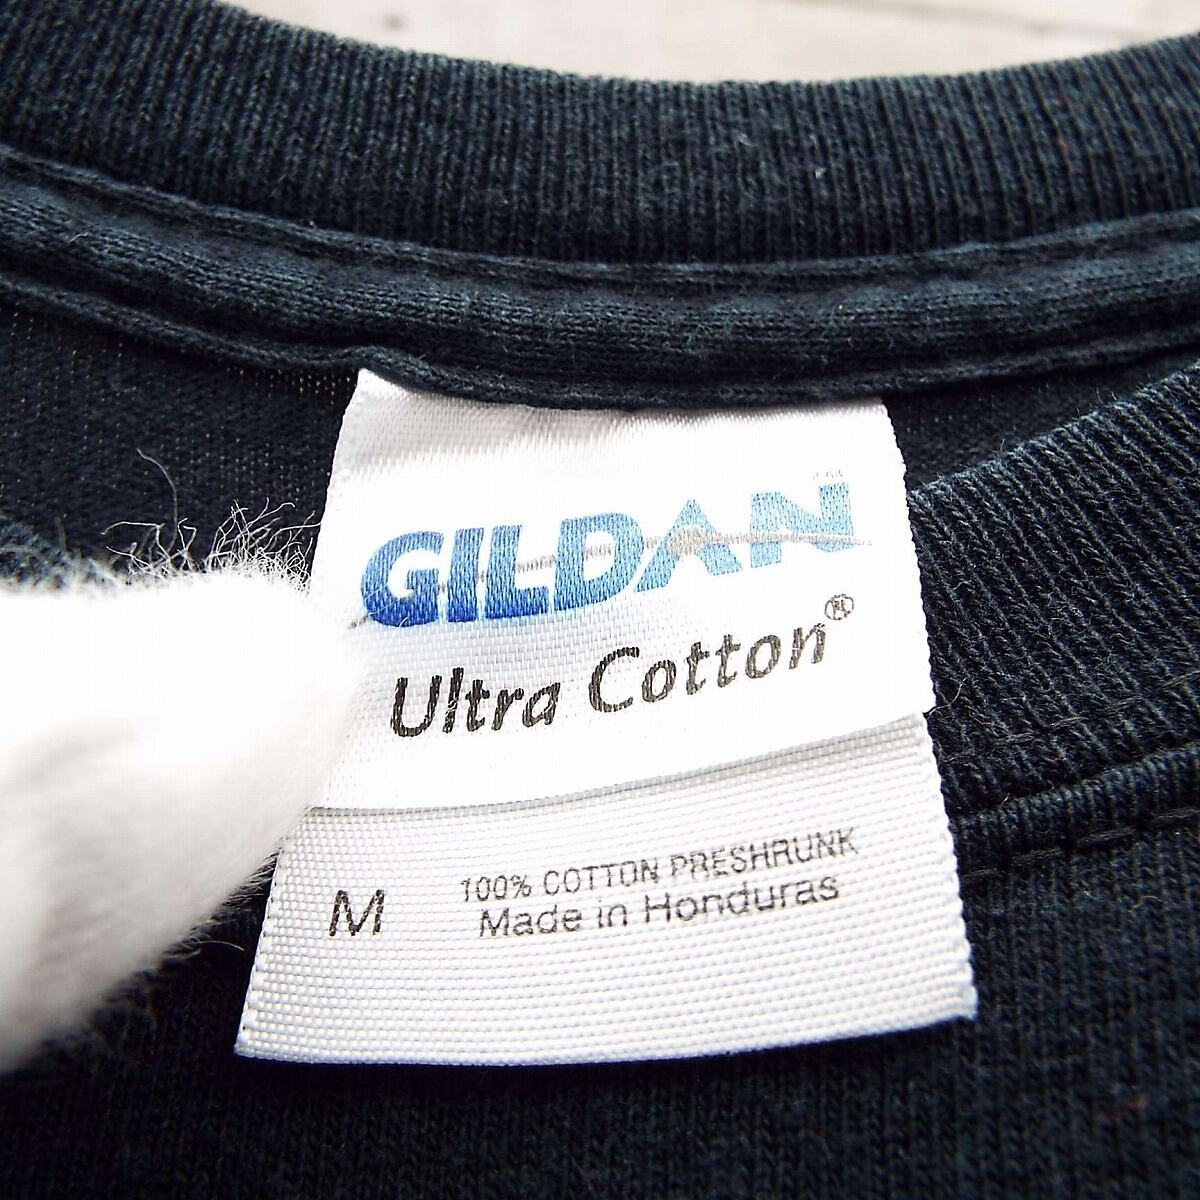 GILDAN
Ultra Cotton®
M
100% COTTON PRESHRUNK
Made in Honduras